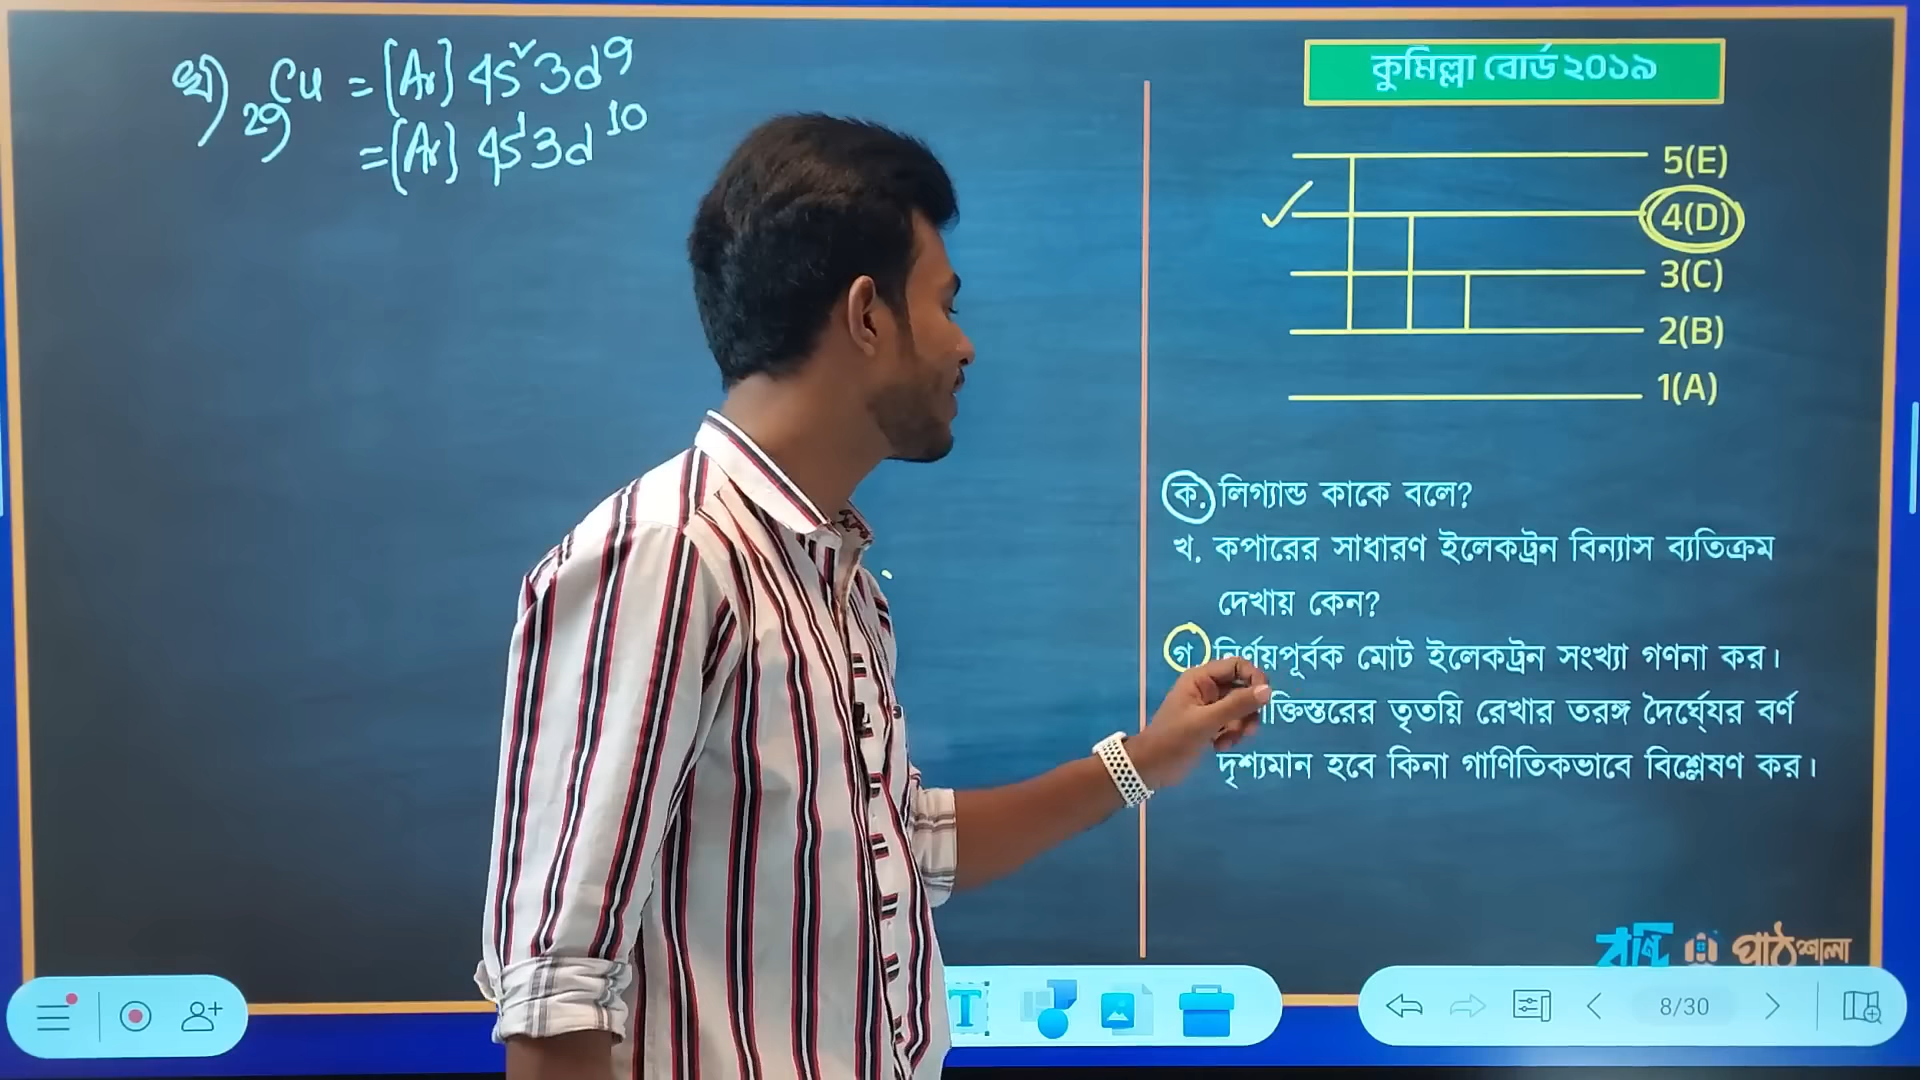 খ) 29Cu = [Ar] 4s² 3d⁹
= [Ar] 4s¹ 3d¹⁰
কুমিল্লা বোর্ড ২০১৯
5(E)
4(D)
3(C)
2(B)
1(A)
ক. লিগ্যান্ড কাকে বলে?
খ. কপারের সাধারণ ইলেকট্রন বিন্যাস ব্যতিক্রম
দেখায় কেন?
গ. নির্ণয়পূর্বক মোট ইলেকট্রন সংখ্যা গণনা কর।
তৃতয়ি রেখার তরঙ্গ দৈর্ঘ্যের বর্ণ
দৃশ্যমান হবে কিনা গাণিতিকভাবে বিশ্লেষণ কর।
বন্দি পাঠশালা
T
8/30